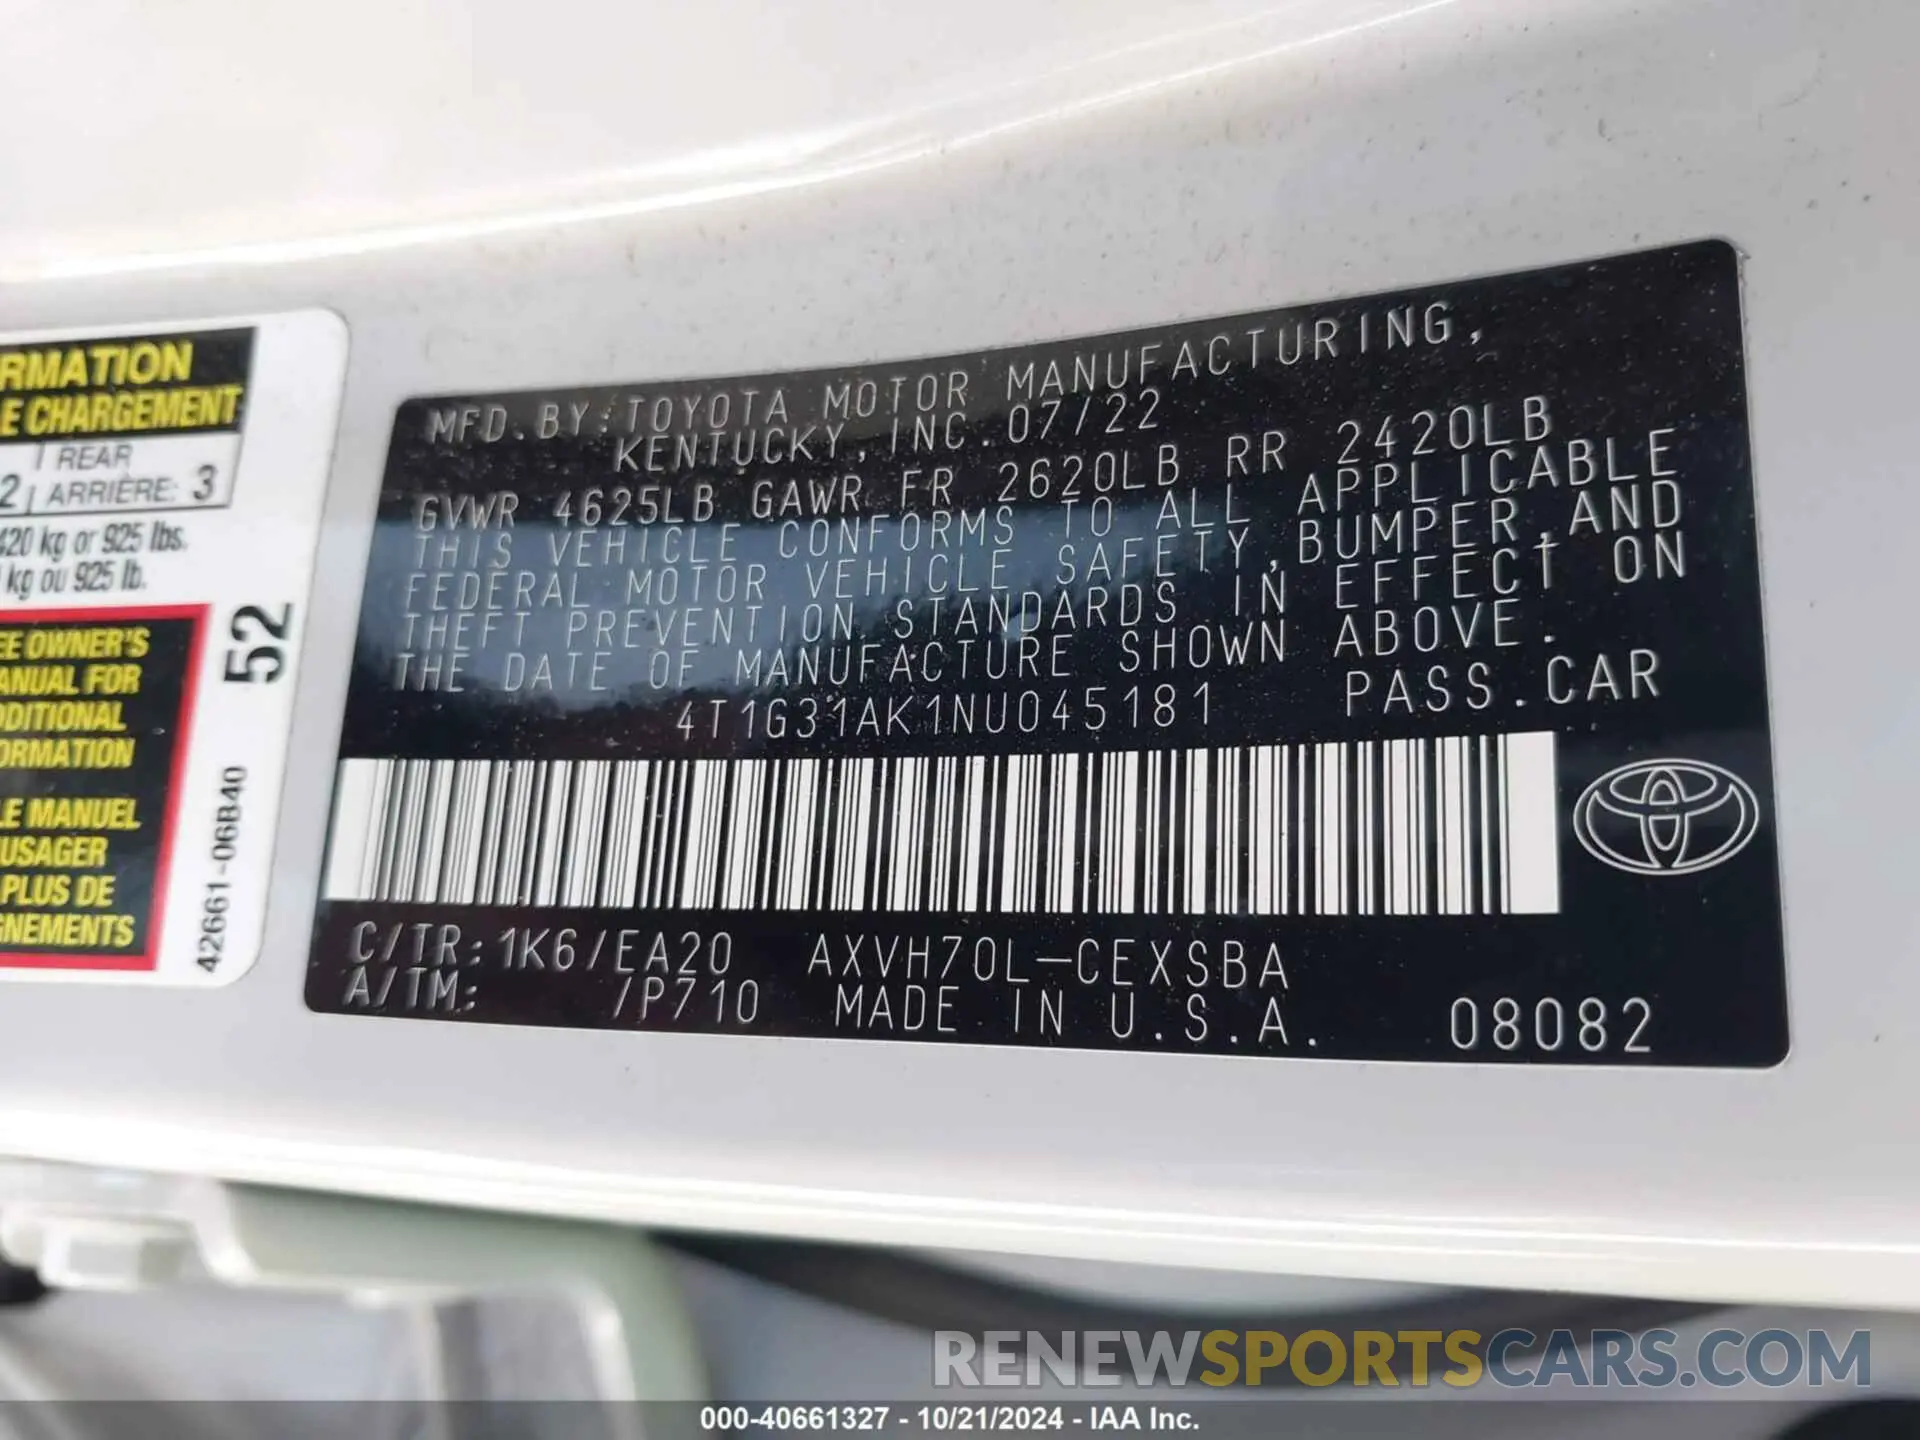 RMATION
E CHARGEMENT
REAR
2 ARRIÈRE: 3
420 kg or 925 lbs.
kg ou 925 lb.
EE OWNER'S
ANUAL FOR
DDITIONAL
ORMATION
LE MANUEL
USAGER
PLUS DE
GNEMENTS
52
42661-06B40
MFD.BY:TOYOTA MOTOR MANUFACTURING,
KENTUCKY,INC.07/22
GVWR 4625LB GAWR FR 2620LB RR 2420LB
THIS VEHICLE CONFORMS TO ALL APPLICABLE
FEDERAL MOTOR VEHICLE SAFETY,BUMPER,AND
THEFT PREVENTION STANDARDS IN EFFECT ON
THE DATE OF MANUFACTURE SHOWN ABOVE.
4T1G31AK1NU045181 PASS.CAR
C/TR:1K6/EA20 AXVH70L-CEXSBA
A/TM: /P710 MADE IN U.S.A. 08082
RENEWSPORTSCARS.COM
000-40661327 - 10/21/2024 - IAA Inc.